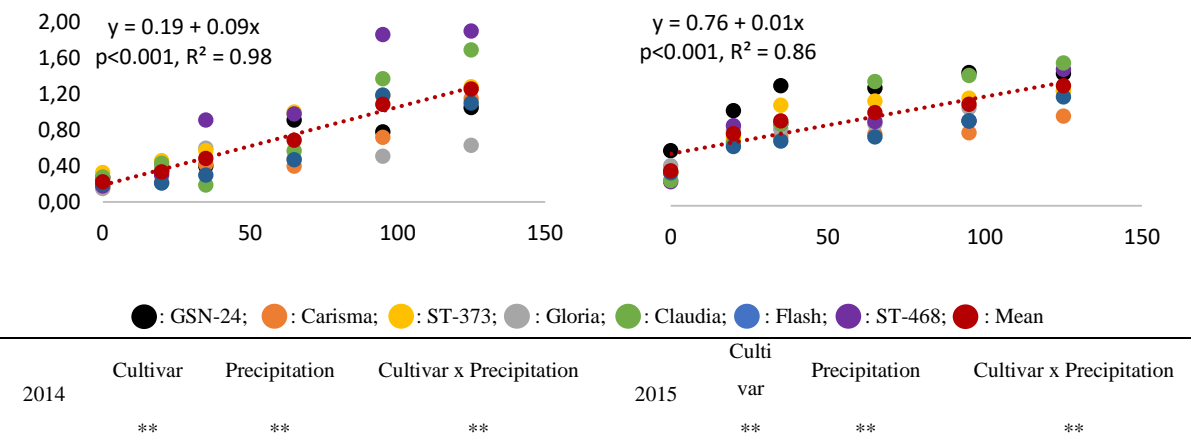 2,00
1,60
1,20
0,80
0,40
0,00
y = 0.19 + 0.09x
p<0.001, R² = 0.98
0 50 100 150
y = 0.76 + 0.01x
p<0.001, R² = 0.86
0 50 100 150
: GSN-24; : Carisma; : ST-373; : Gloria; : Claudia; : Flash; : ST-468; : Mean
2014 Cultivar Precipitation Cultivar x Precipitation 2015 Culti
var Precipitation Cultivar x Precipitation
** ** ** ** ** **